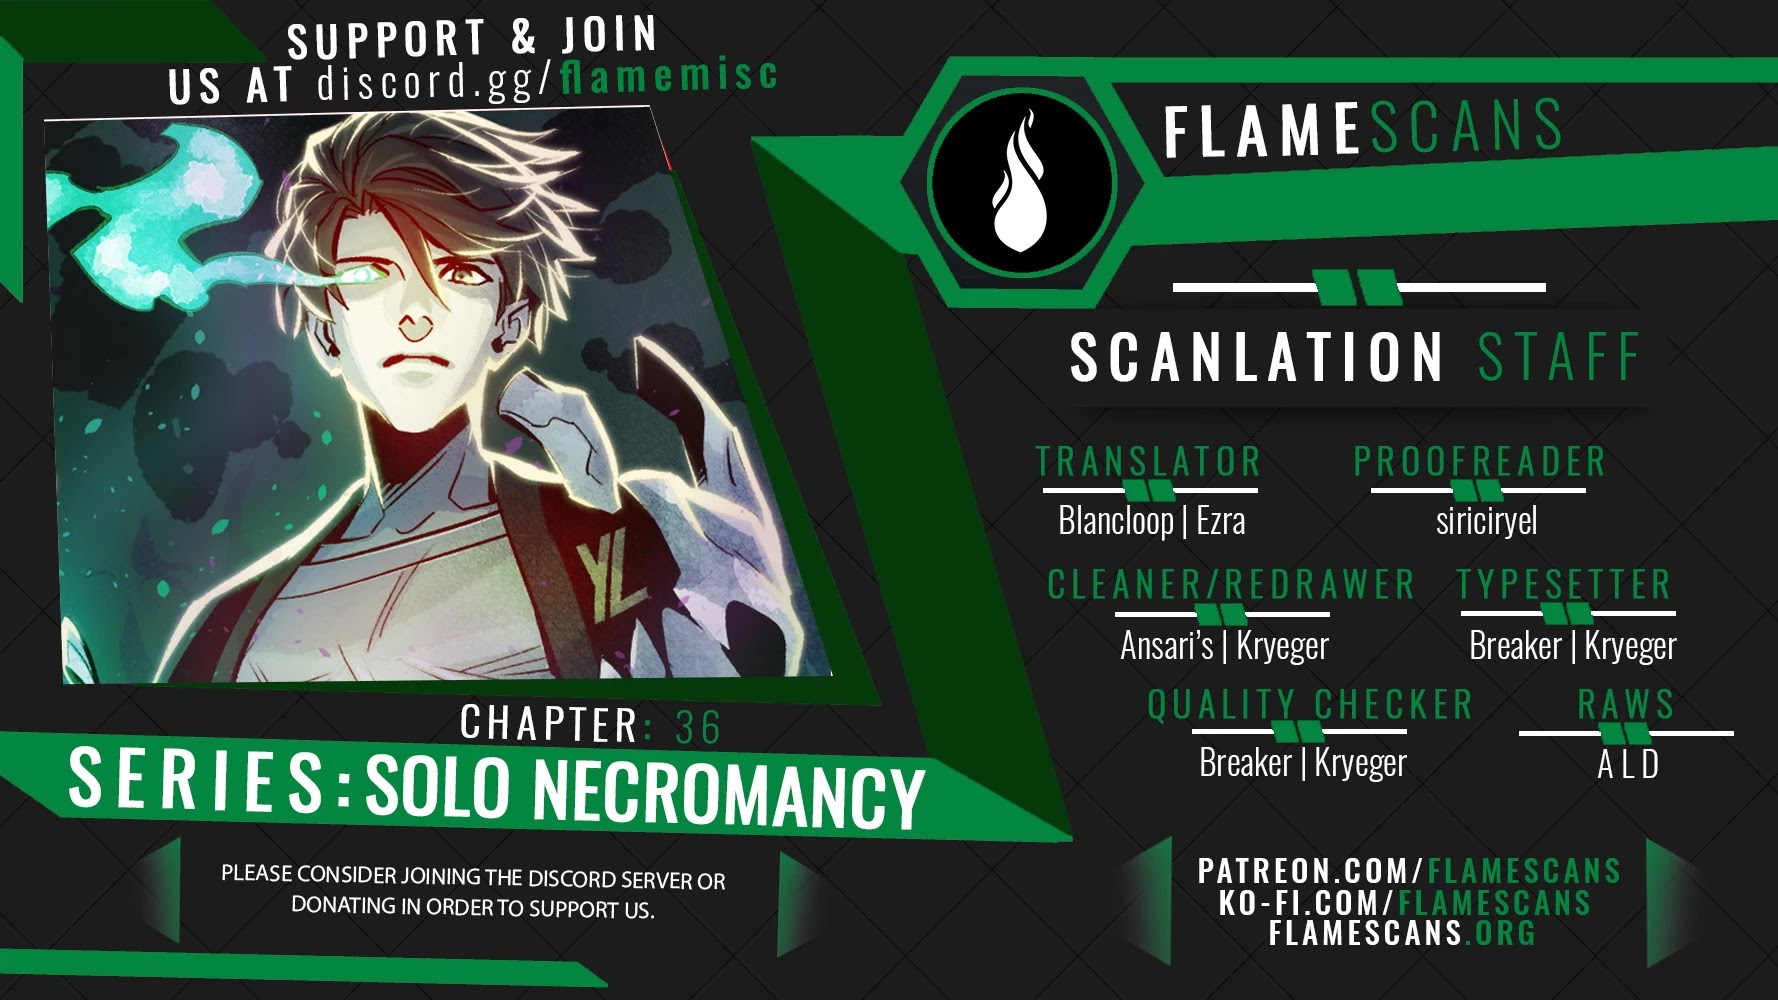 SUPPORT & JOIN
US AT discord.gg/flamemisc
YL
CHAPTER: 36
SERIES: SOLO NECROMANCY
PLEASE CONSIDER JOINING THE DISCORD SERVER OR
DONATING IN ORDER TO SUPPORT US.
FLAMESCANS
SCANLATION STAFF
TRANSLATOR
Blancloop | Ezra
PROOFREADER
siriciryel
CLEANER/REDRAWER
Ansari's | Kryeger
TYPESETTER
Breaker | Kryeger
QUALITY CHECKER
Breaker | Kryeger
RAWS
ALD
PATREON.COM/FLAMESCANS
KO-FI.COM/FLAMESCANS
FLAMESCANS.ORG